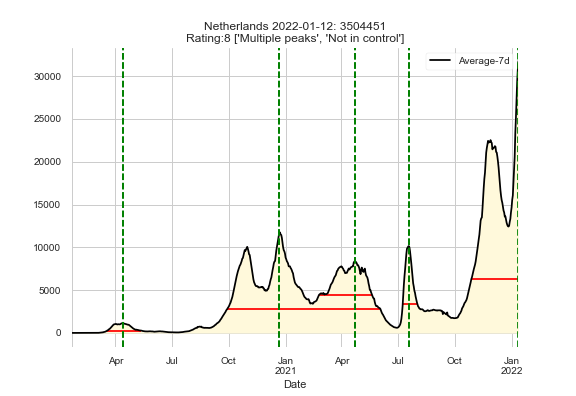 Netherlands 2022-01-12: 3504451
Rating:8 ['Multiple peaks', 'Not in control']
Average-7d
30000
25000
20000
15000
10000
5000
0
Apr Jul Oct Jan Apr Jul Oct Jan
2021 2022
Date